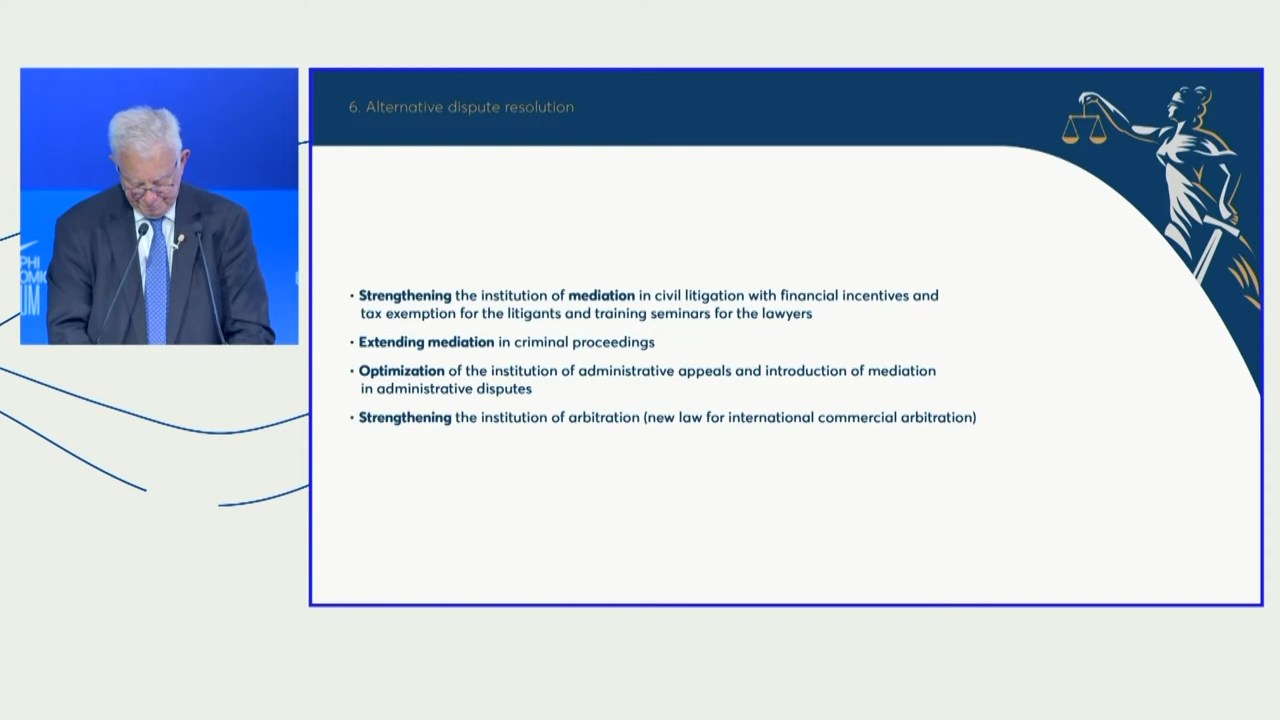 PHI
OMIC
UM
6. Alternative dispute resolution
• Strengthening the institution of mediation in civil litigation with financial incentives and
tax exemption for the litigants and training seminars for the lawyers
• Extending mediation in criminal proceedings
• Optimization of the institution of administrative appeals and introduction of mediation
in administrative disputes
• Strengthening the institution of arbitration (new law for international commercial arbitration)